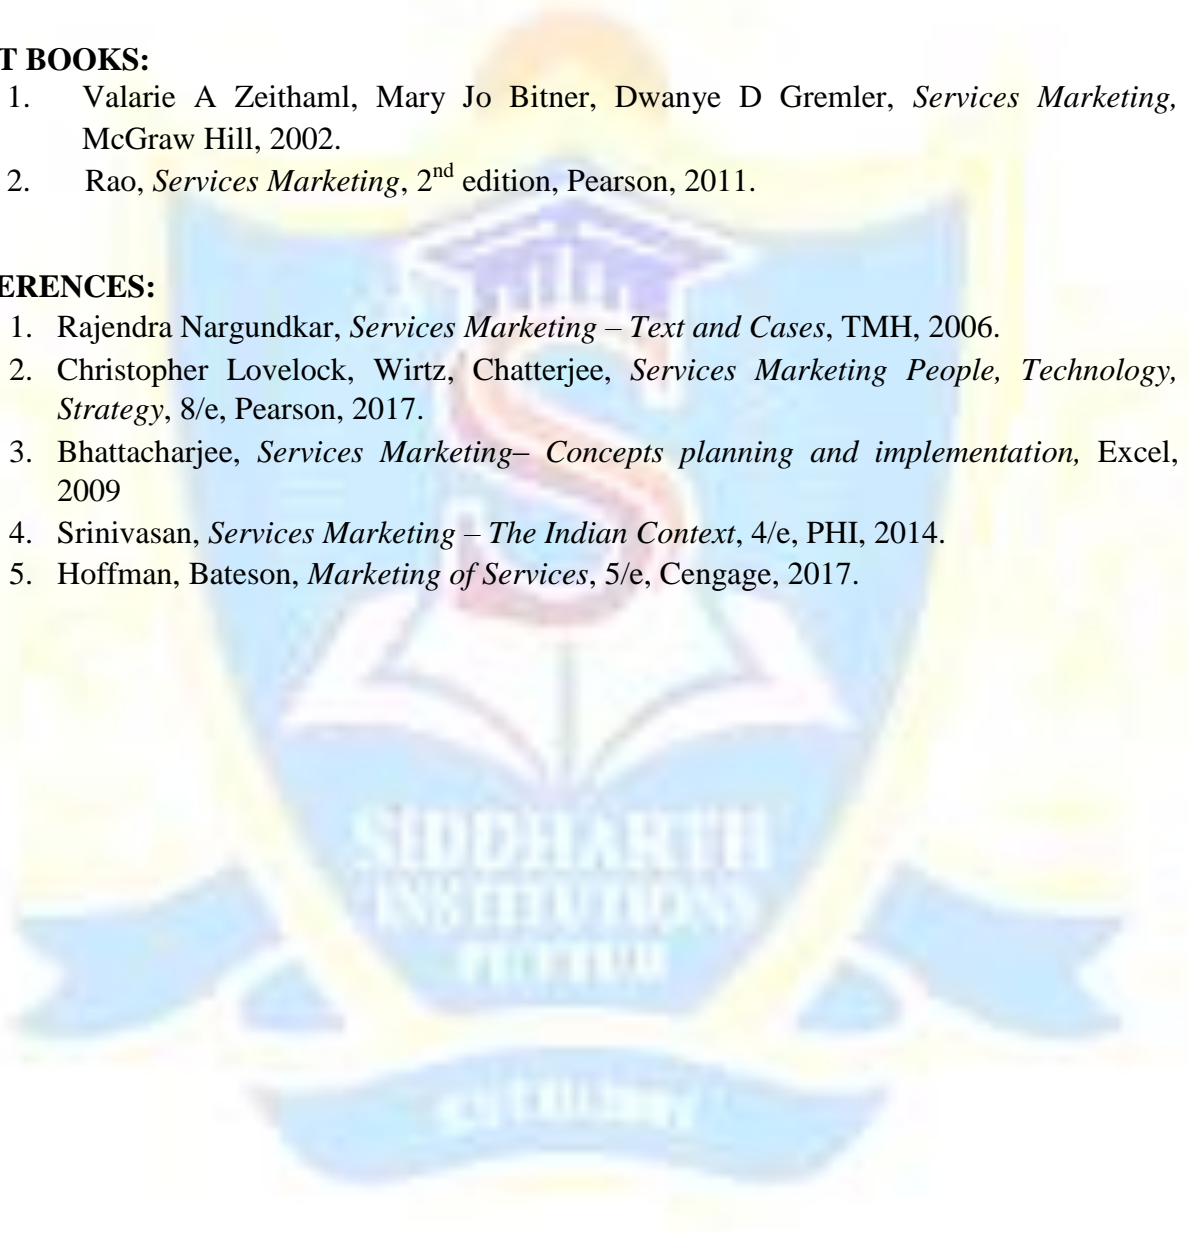 T BOOKS:
1. Valarie A Zeithaml, Mary Jo Bitner, Dwanye D Gremler, Services Marketing,
McGraw Hill, 2002.
2. Rao, Services Marketing, 2nd edition, Pearson, 2011.
ERENCES:
1. Rajendra Nargundkar, Services Marketing – Text and Cases, TMH, 2006.
2. Christopher Lovelock, Wirtz, Chatterjee, Services Marketing People, Technology,
Strategy, 8/e, Pearson, 2017.
3. Bhattacharjee, Services Marketing– Concepts planning and implementation, Excel,
2009
4. Srinivasan, Services Marketing – The Indian Context, 4/e, PHI, 2014.
5. Hoffman, Bateson, Marketing of Services, 5/e, Cengage, 2017.
SIDDHARTH
INSTITUTIONS
PUTTUR